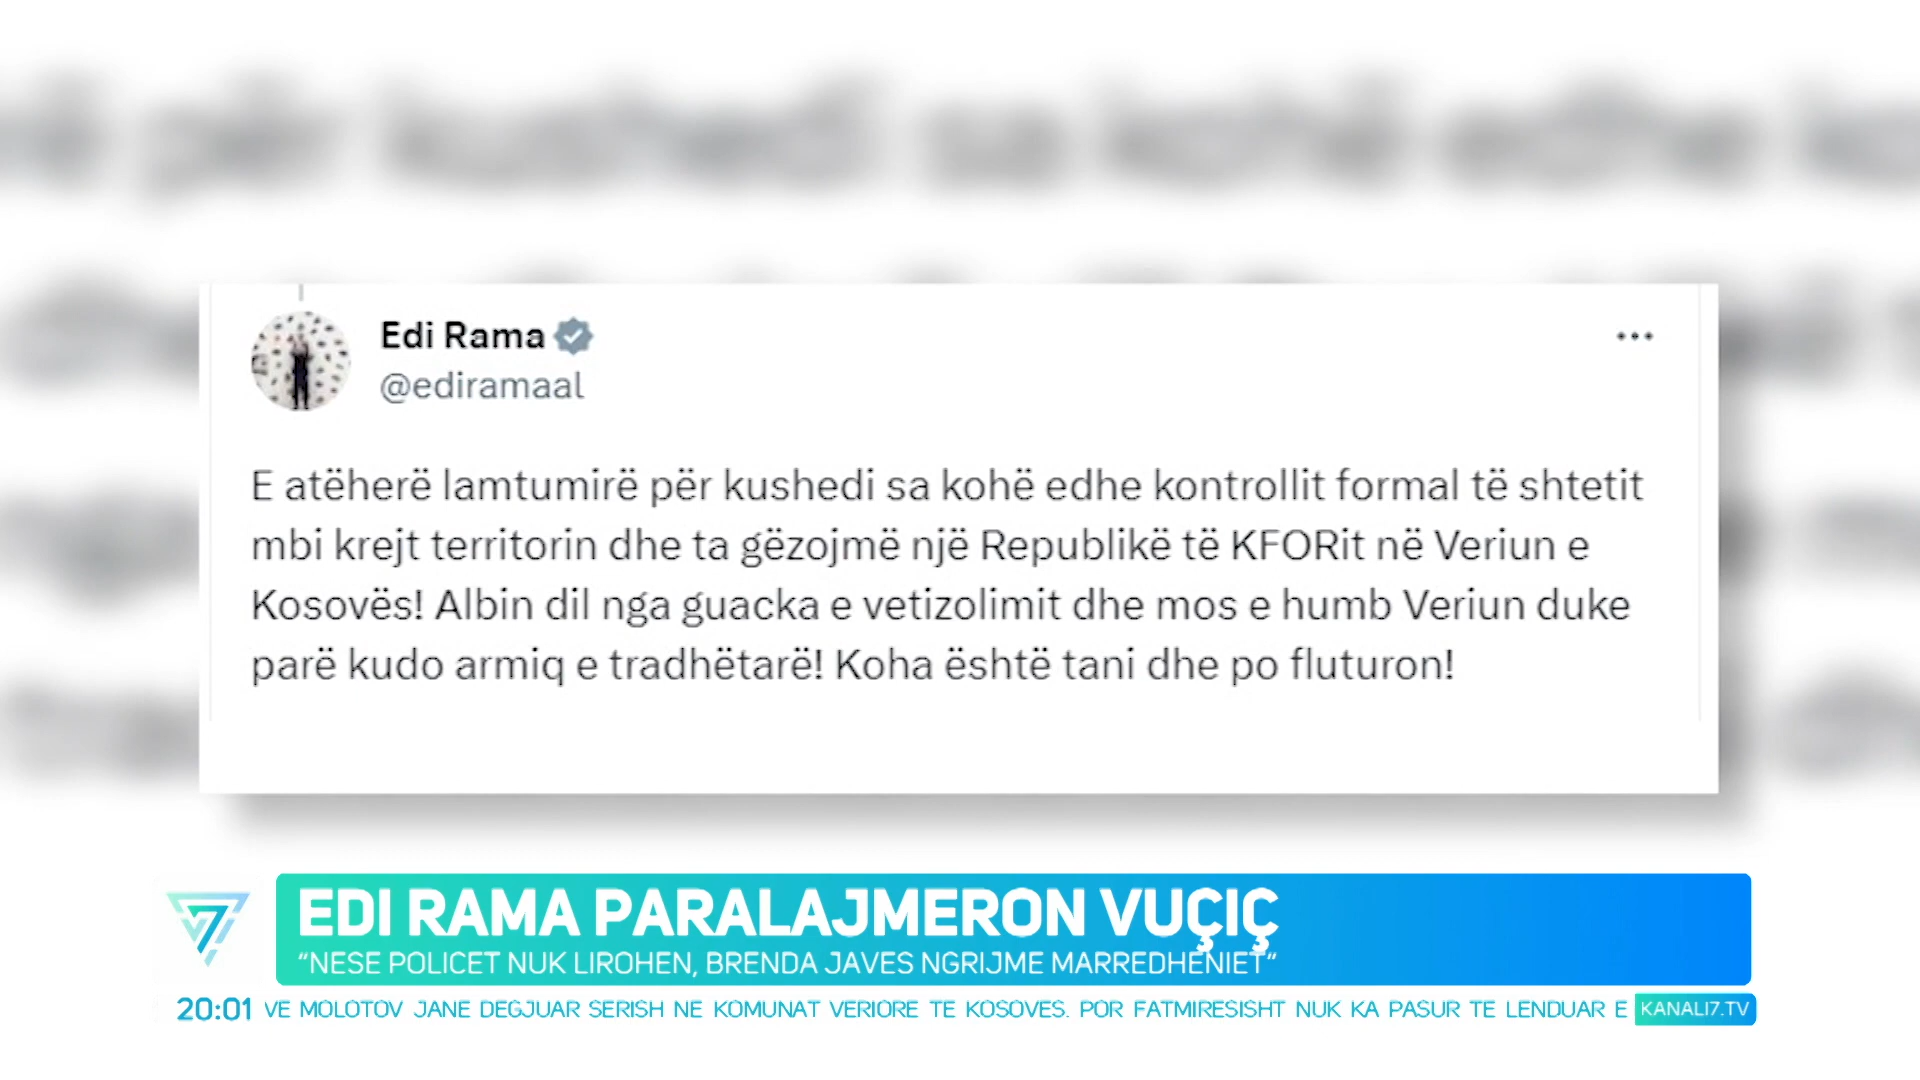 Edi Rama
@ediramaal
E atëherë lamtumirë për kushedi sa kohë edhe kontrollit formal të shtetit
mbi krejt territorin dhe ta gëzojmë një Republikë të KFORit në Veriun e
Kosovës! Albin dil nga guacka e vetizolimit dhe mos e humb Veriun duke
parë kudo armiq e tradhëtarë! Koha është tani dhe po fluturon!
EDI RAMA PARALAJMERON VUÇIÇ
“NESE POLICET NUK LIROHEN, BRENDA JAVES NGRIJME MARREDHENIET”
20:01 VE MOLOTOV JANE DEGJUAR SERISH NE KOMUNAT VERIORE TE KOSOVES. POR FATMIRESISHT NUK KA PASUR TE LENDUAR E KANALI7.TV